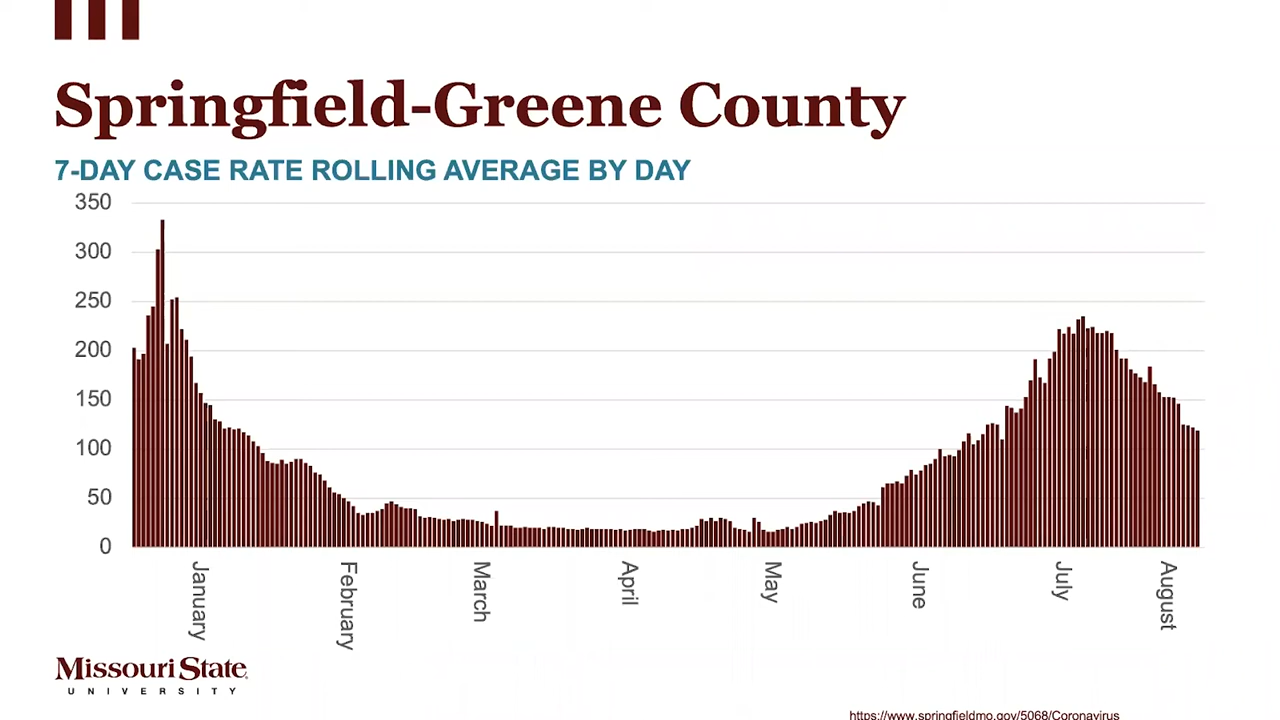 Springfield-Greene County
7-DAY CASE RATE ROLLING AVERAGE BY DAY
350
300
250
200
150
100
50
0
January
February
March
April
May
June
July
August
Missouri State
UNIVERSITY
https://www.springfieldmo.gov/5068/Coronavirus